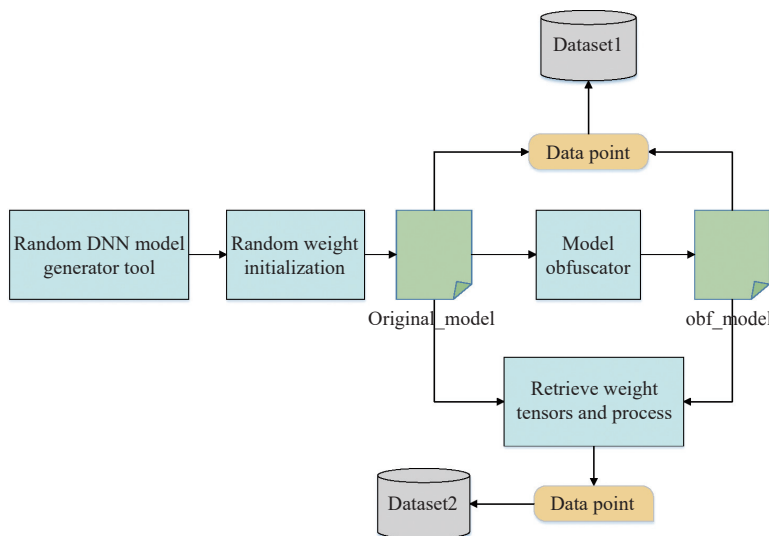 Dataset1
Data point
Random DNN model
generator tool
Random weight
initialization
Model
obfuscator
Original_model
obf_model
Retrieve weight
tensors and process
Dataset2
Data point